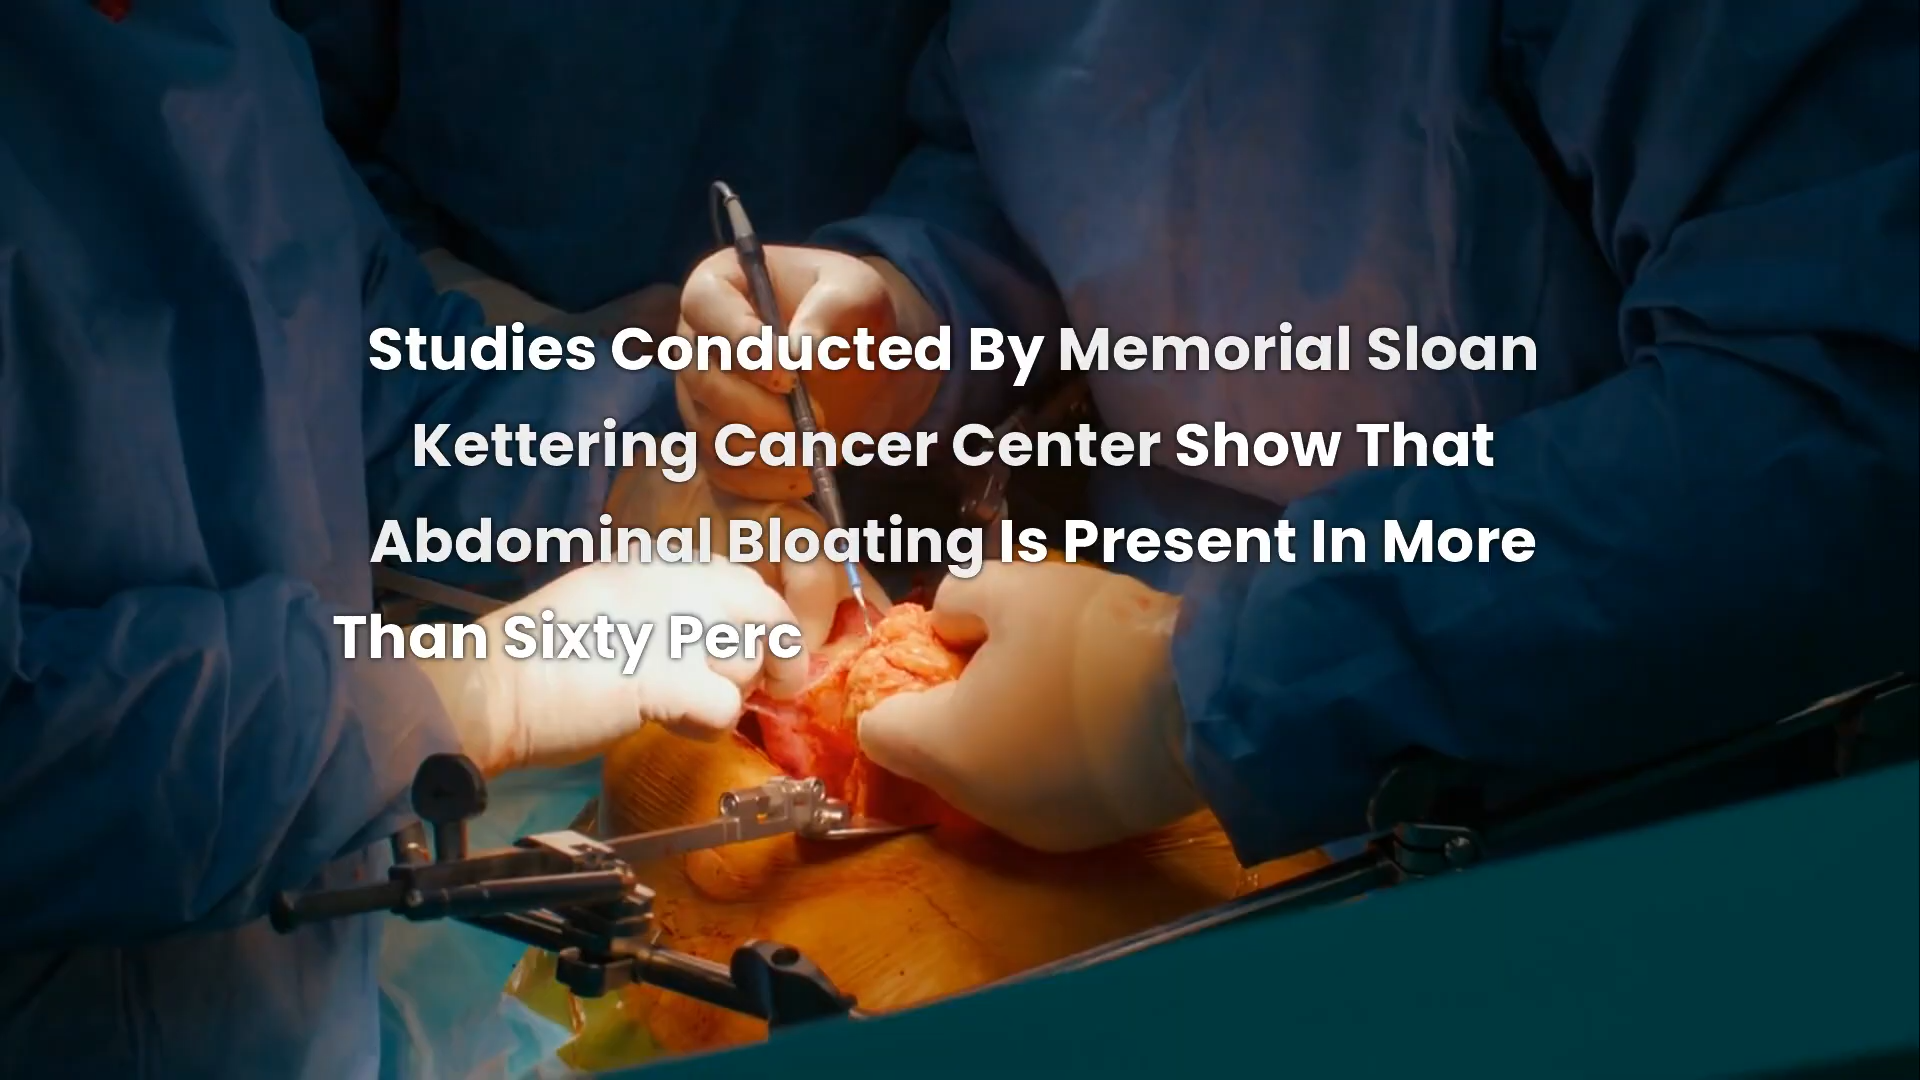 Studies Conducted By Memorial Sloan
Kettering Cancer Center Show That
Abdominal Bloating Is Present In More
Than Sixty Perc